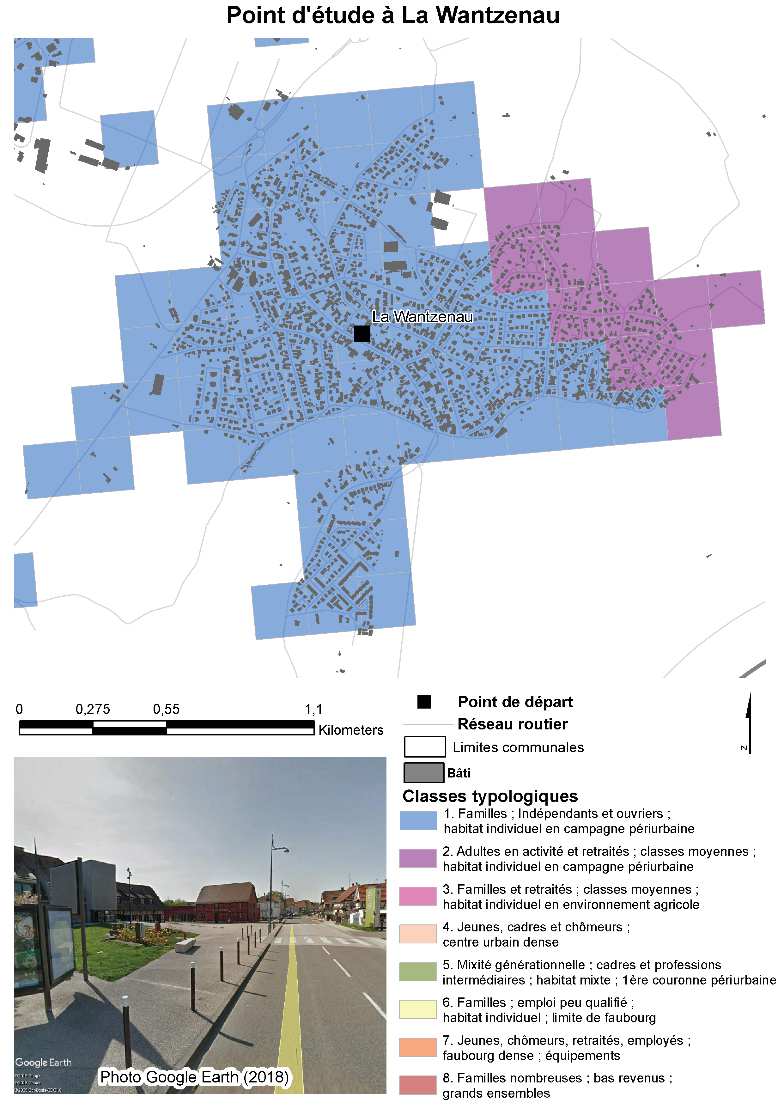 Point d'étude à La Wantzenau
La Wantzenau
0 0,275 0,55 1,1
Kilometers
Point de départ
Réseau routier
Limites communales
Bâti
N
Classes typologiques
1. Familles ; Indépendants et ouvriers ;
habitat individuel en campagne périurbaine
2. Adultes en activité et retraités ; classes moyennes ;
habitat individuel en campagne périurbaine
3. Familles et retraités ; classes moyennes ;
habitat individuel en environnement agricole
4. Jeunes, cadres et chômeurs ;
centre urbain dense
5. Mixité générationnelle ; cadres et professions
intermédiaires ; habitat mixte ; 1ère couronne périurbaine
6. Familles ; emploi peu qualifié ;
habitat individuel ; limite de faubourg
7. Jeunes, chômeurs, retraités, employés ;
faubourg dense ; équipements
8. Familles nombreuses ; bas revenus ;
grands ensembles
Google Earth
Photo Google Earth (2018)